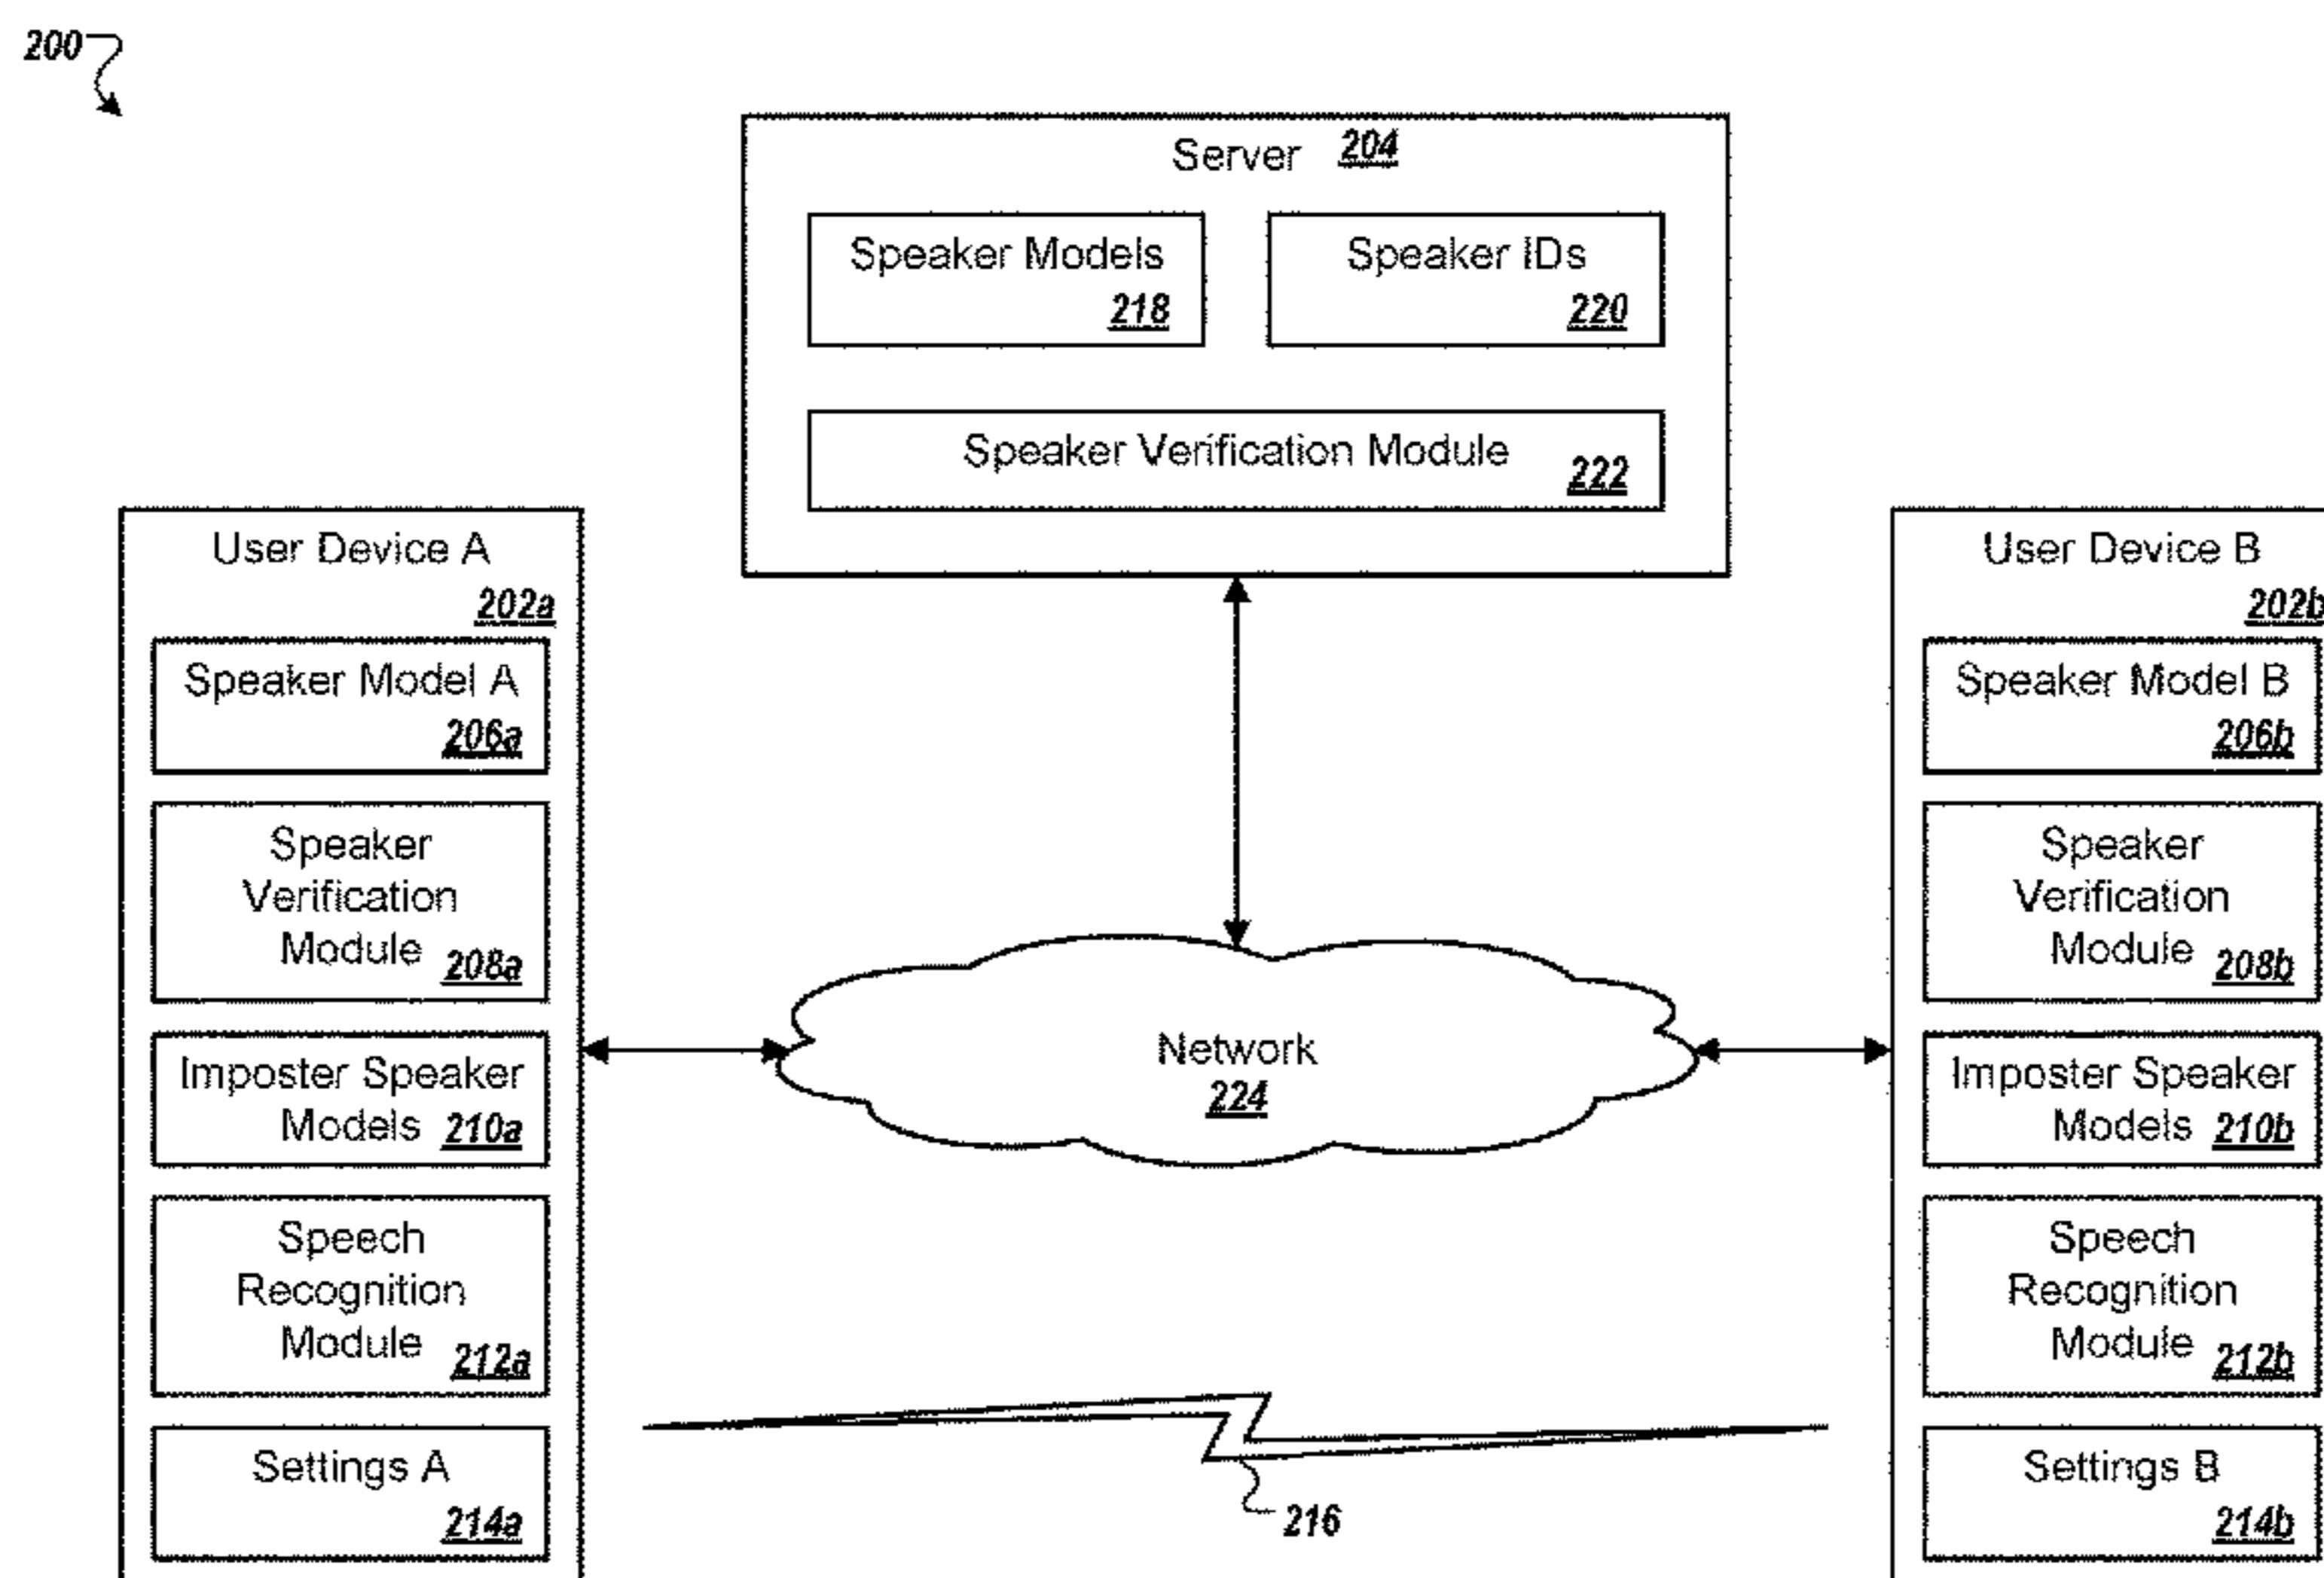 200
Server 204
Speaker Models
218
Speaker IDs
220
Speaker Verification Module
222
User Device A
202a
Speaker Model A
206a
Speaker
Verification
Module 208a
Imposter Speaker
Models 210a
Speech
Recognition
Module 212a
Settings A
214a
Network
224
216
User Device B
202b
Speaker Model B
206b
Speaker
Verification
Module 208b
Imposter Speaker
Models 210b
Speech
Recognition
Module 212b
Settings B
214b